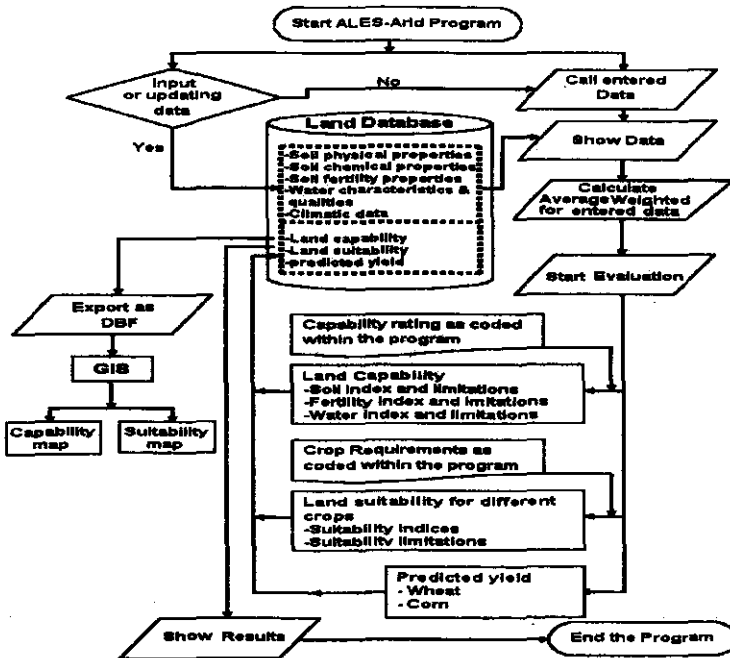 Start ALES-Arid Program
Input
or updating
data
No
Call entered
Data
Yes
Land Database
Show Data
-Soil physical properties
-Soil chemical properties
-Soil fertility properties
-Water characteristics &
qualities
-Climatic data
Calculate
Average Weighted
for entered data
-Land capability
-Land suitability
-predicted yield
Start Evaluation
Export as
DBF
GIS
Capability
map
Suitability
map
Capability rating as coded
within the program
Land Capability
- Soil index and limitations
- Fertility index and imitations
- Water index and limitations
Crop Requirements as
coded within the program
Land suitability for different
crops
-Suitability indices
-Suitability limitations
Predicted yield
- Wheat
- Corn
Show Results
End the Program